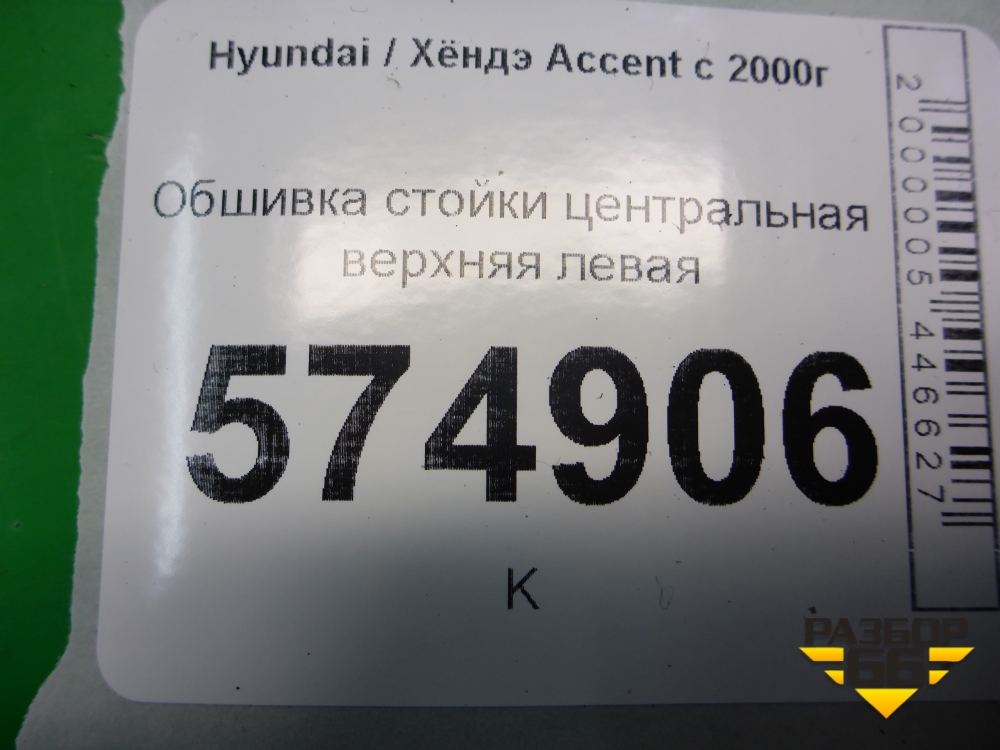 Hyundai / Хёндэ Accent с 2000г
Обшивка стойки центральная
верхняя левая
574906
К
2000005446627
РАЗБОР
66